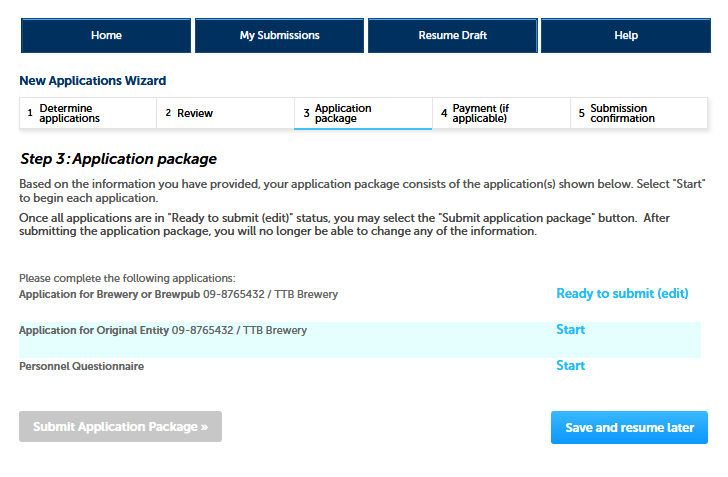 Home My Submissions Resume Draft Help
New Applications Wizard
1 Determine applications 2 Review 3 Application package 4 Payment (if applicable) 5 Submission confirmation
Step 3: Application package
Based on the information you have provided, your application package consists of the application(s) shown below. Select "Start"
to begin each application.
Once all applications are in "Ready to submit (edit)" status, you may select the "Submit application package" button. After
submitting the application package, you will no longer be able to change any of the information.
Please complete the following applications:
Application for Brewery or Brewpub 09-8765432 / TTB Brewery Ready to submit (edit)
Application for Original Entity 09-8765432 / TTB Brewery Start
Personnel Questionnaire Start
Submit Application Package » Save and resume later